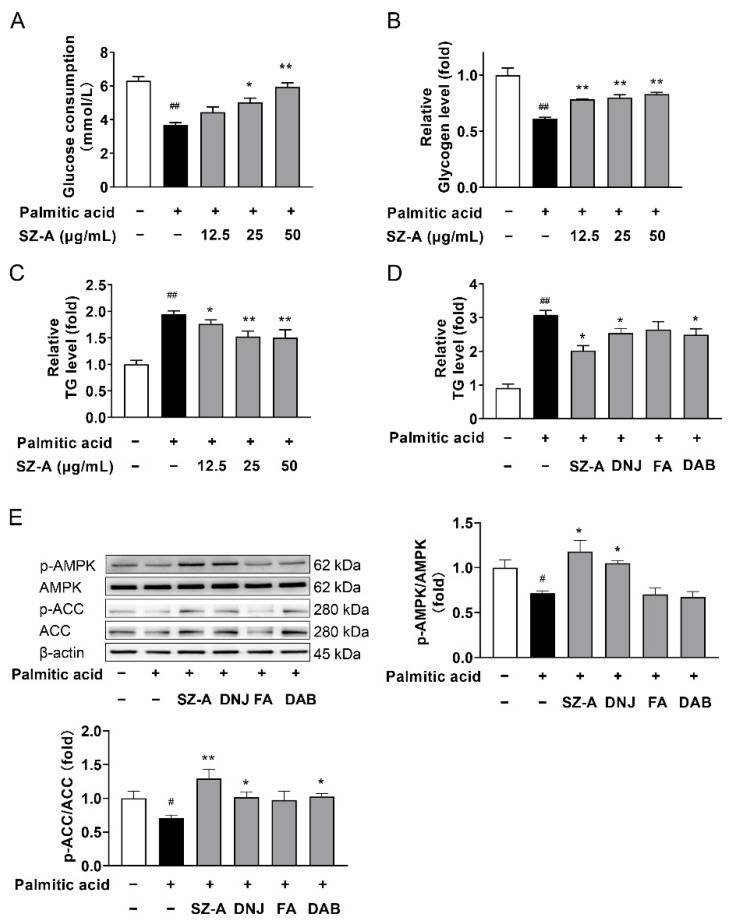 A
Glucose consumption
(mmol/L)
8
6
4
2
0
##
*
**
Palmitic acid – + + + +
SZ-A (μg/mL) – – 12.5 25 50
B
Relative
Glycogen level (fold)
1.0
0.5
0.0
##
**
**
**
Palmitic acid – + + + +
SZ-A (μg/mL) – – 12.5 25 50
C
Relative
TG level (fold)
2.5
2.0
1.5
1.0
0.5
0.0
##
*
**
**
Palmitic acid – + + + +
SZ-A (μg/mL) – – 12.5 25 50
D
Relative
TG level (fold)
4
3
2
1
0
##
*
*
*
Palmitic acid – + + + + +
– – SZ-A DNJ FA DAB
E
p-AMPK 62 kDa
AMPK 62 kDa
p-ACC 280 kDa
ACC 280 kDa
β-actin 45 kDa
Palmitic acid – + + + + +
– – SZ-A DNJ FA DAB
p-AMPK/AMPK
(fold)
1.5
1.0
0.5
0.0
#
*
*
Palmitic acid – + + + + +
– – SZ-A DNJ FA DAB
p-ACC/ACC (fold)
2.0
1.5
1.0
0.5
0.0
#
**
*
*
Palmitic acid – + + + + +
– – SZ-A DNJ FA DAB